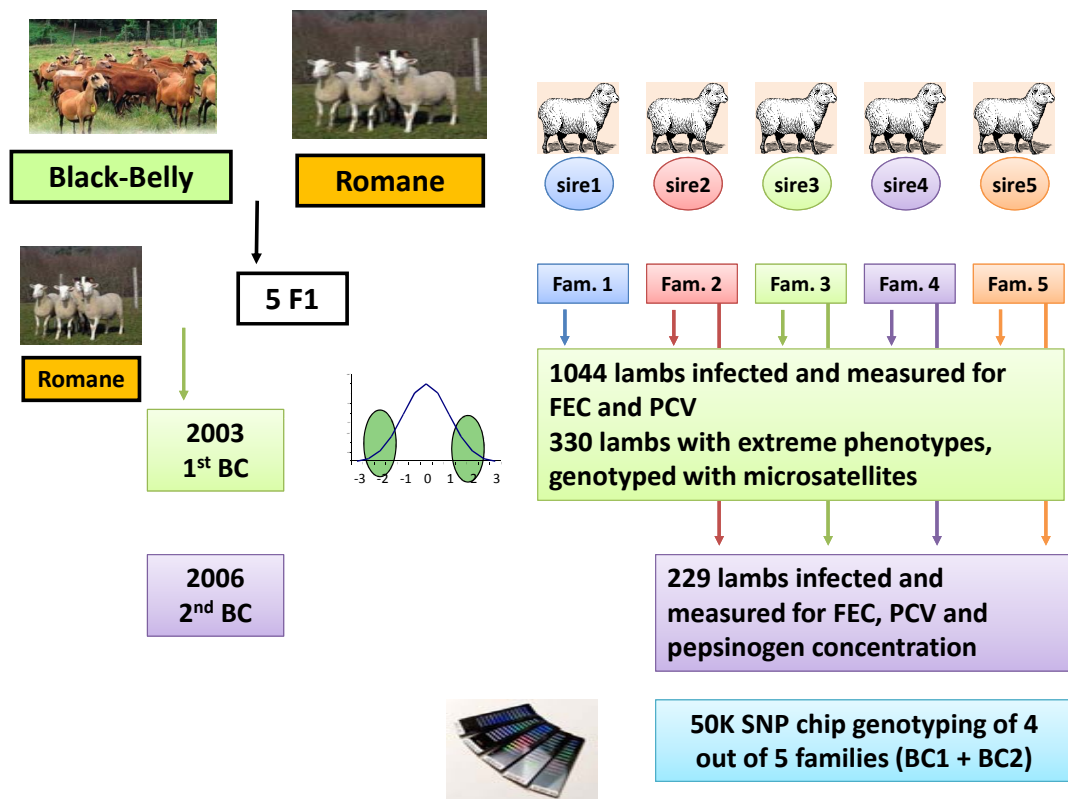 Black-Belly
Romane
sire1
sire2
sire3
sire4
sire5
5 F1
Romane
Fam. 1
Fam. 2
Fam. 3
Fam. 4
Fam. 5
2003
1st BC
-3 -2 -1 0 1 2 3
1044 lambs infected and measured for
FEC and PCV
330 lambs with extreme phenotypes,
genotyped with microsatellites
2006
2nd BC
229 lambs infected and
measured for FEC, PCV and
pepsinogen concentration
50K SNP chip genotyping of 4
out of 5 families (BC1 + BC2)